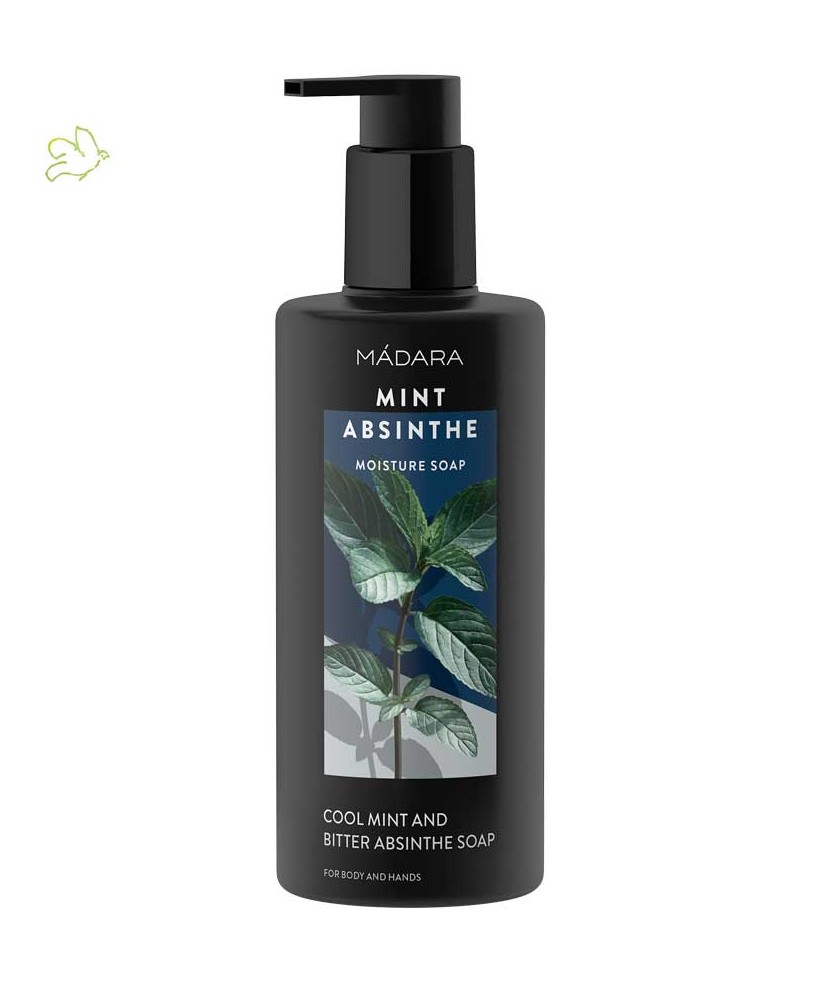 MÁDARA
MINT
ABSINTHE
MOISTURE SOAP
COOL MINT AND
BITTER ABSINTHE SOAP
FOR BODY AND HANDS